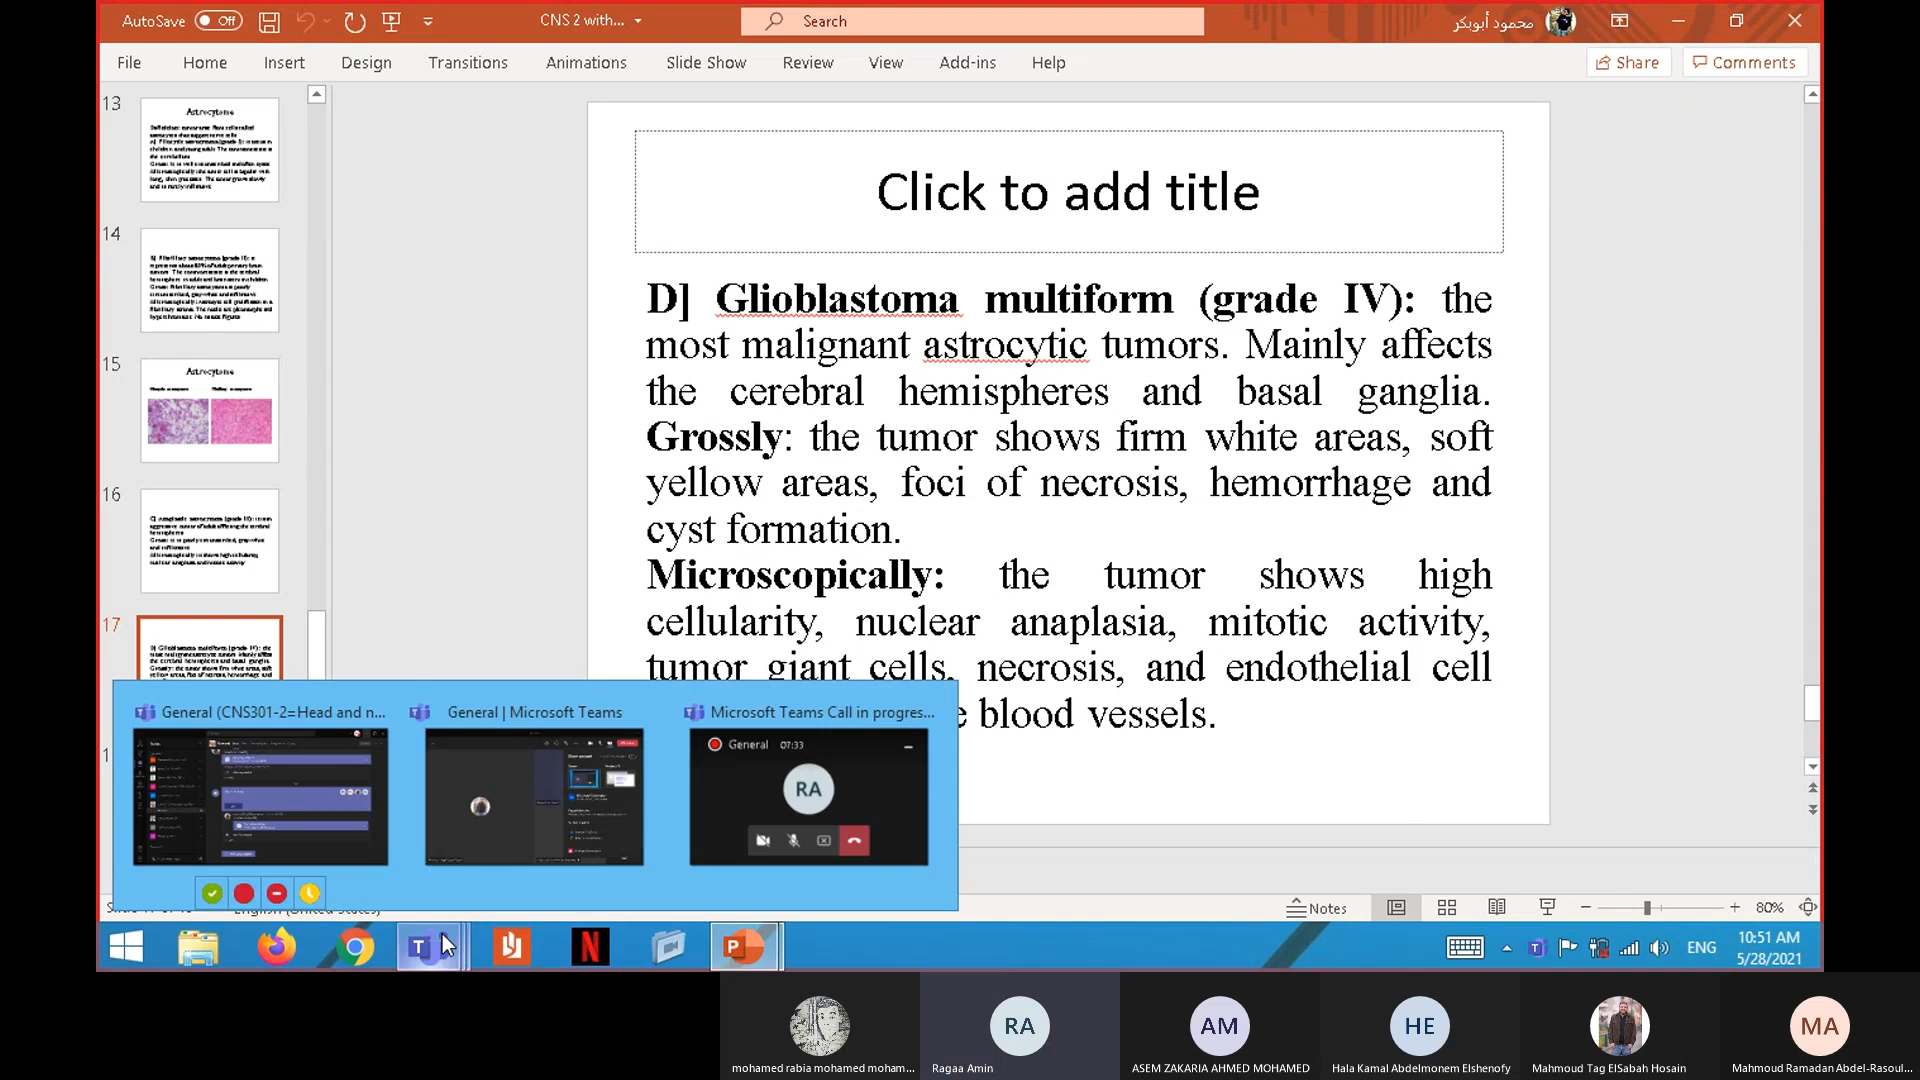 AutoSave Off
CNS 2 with...
Search
محمود أبوبكر
File Home Insert Design Transitions Animations Slide Show Review View Add-ins Help
Share Comments
13
Astrocytoma
14
15
Astrocytoma
16
17
Click to add title
D] Glioblastoma multiform (grade IV): the
most malignant astrocytic tumors. Mainly affects
the cerebral hemispheres and basal ganglia.
Grossly: the tumor shows firm white areas, soft
yellow areas, foci of necrosis, hemorrhage and
cyst formation.
Microscopically: the tumor shows high
cellularity, nuclear anaplasia, mitotic activity,
tumor giant cells, necrosis, and endothelial cell
blood vessels.
General (CNS301-2=Head and n...
General | Microsoft Teams
Microsoft Teams Call in progres...
General 07:33
RA
English (United States)
Notes
80%
ENG
10:51 AM
5/28/2021
RA
AM
HE
MA
mohamed rabia mohamed moham...
Ragaa Amin
ASEM ZAKARIA AHMED MOHAMED
Hala Kamal Abdelmonem Elshenofy
Mahmoud Tag ElSabah Hosain
Mahmoud Ramadan Abdel-Rasoul...